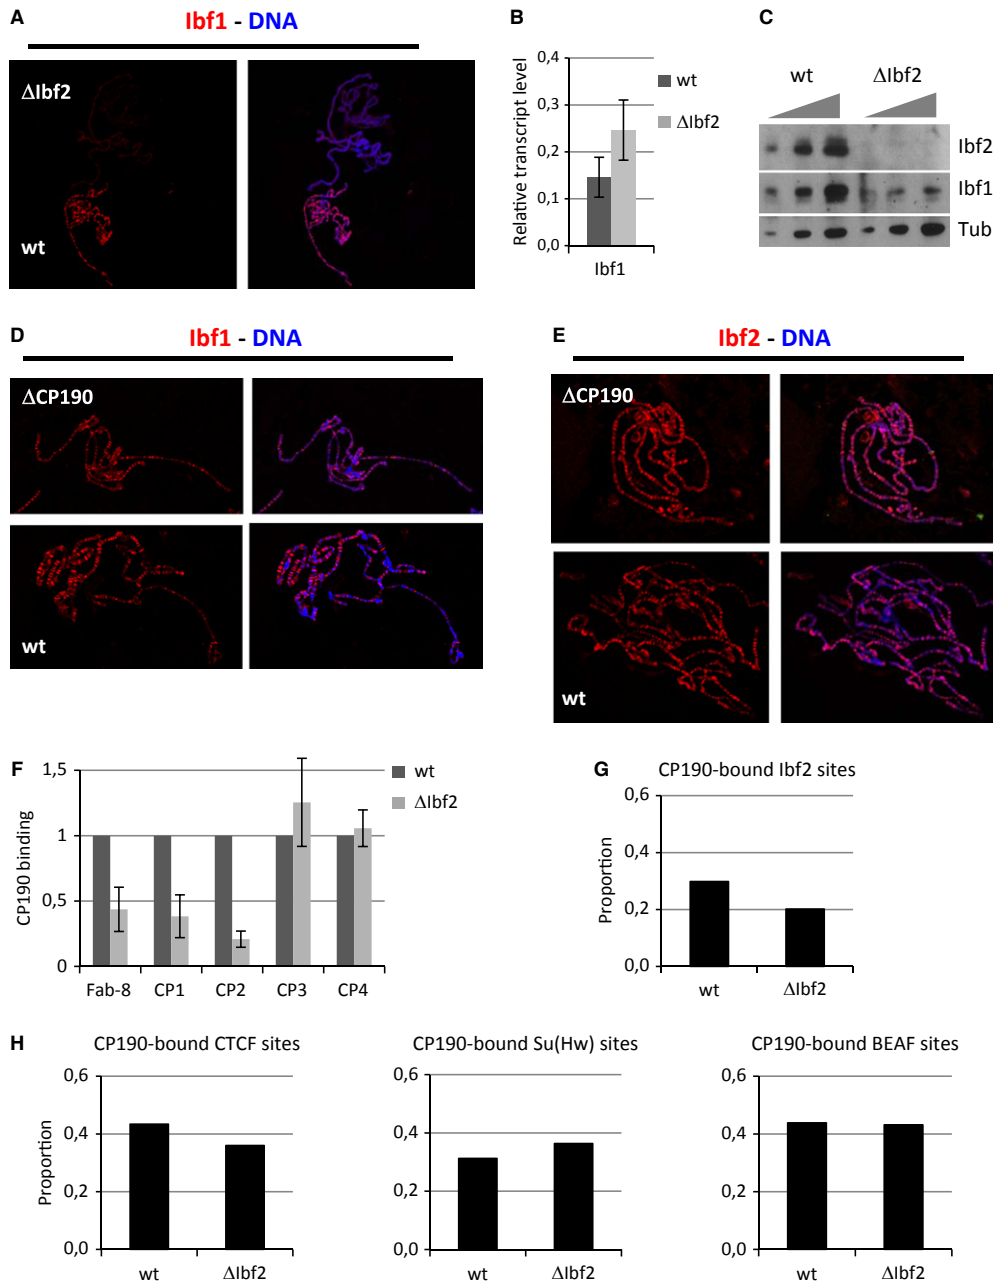 A
Ibf1 - DNA
ΔIbf2
wt
B
Relative transcript level
0,4
0,3
0,2
0,1
0,0
Ibf1
wt
ΔIbf2
C
wt ΔIbf2
Ibf2
Ibf1
Tub
D
Ibf1 - DNA
ΔCP190
wt
E
Ibf2 - DNA
ΔCP190
wt
F
CP190 binding
1,5
1
0,5
0
Fab-8 CP1 CP2 CP3 CP4
wt
ΔIbf2
G
CP190-bound Ibf2 sites
Proportion
0,6
0,4
0,2
0,0
wt ΔIbf2
H
CP190-bound CTCF sites
Proportion
0,6
0,4
0,2
0,0
wt ΔIbf2
CP190-bound Su(Hw) sites
0,6
0,4
0,2
0,0
wt ΔIbf2
CP190-bound BEAF sites
0,6
0,4
0,2
0,0
wt ΔIbf2